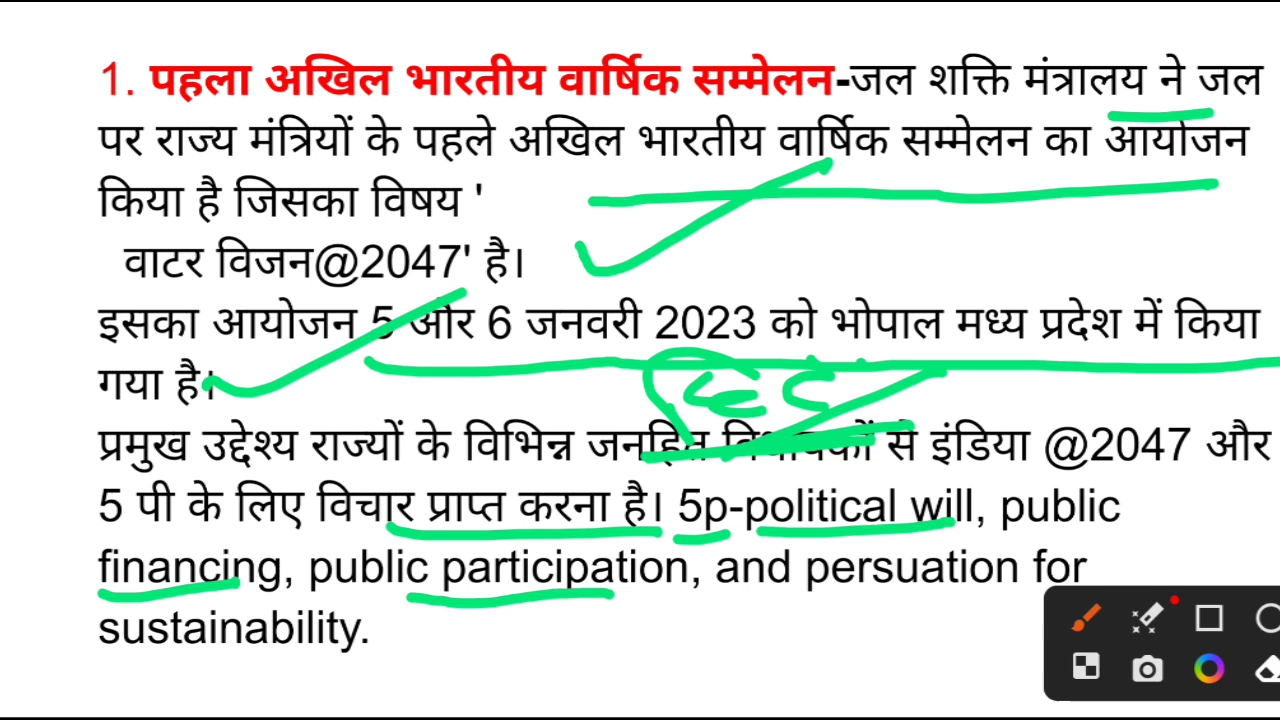 1. पहला अखिल भारतीय वार्षिक सम्मेलन-जल शक्ति मंत्रालय ने जल
पर राज्य मंत्रियों के पहले अखिल भारतीय वार्षिक सम्मेलन का आयोजन
किया है जिसका विषय '
वाटर विजन@2047' है।
इसका आयोजन 5 और 6 जनवरी 2023 को भोपाल मध्य प्रदेश में किया
गया है।
प्रमुख उद्देश्य राज्यों के विभिन्न जनहित से इंडिया @2047 और
5 पी के लिए विचार प्राप्त करना है। 5p-political will, public
financing, public participation, and persuation for
sustainability.